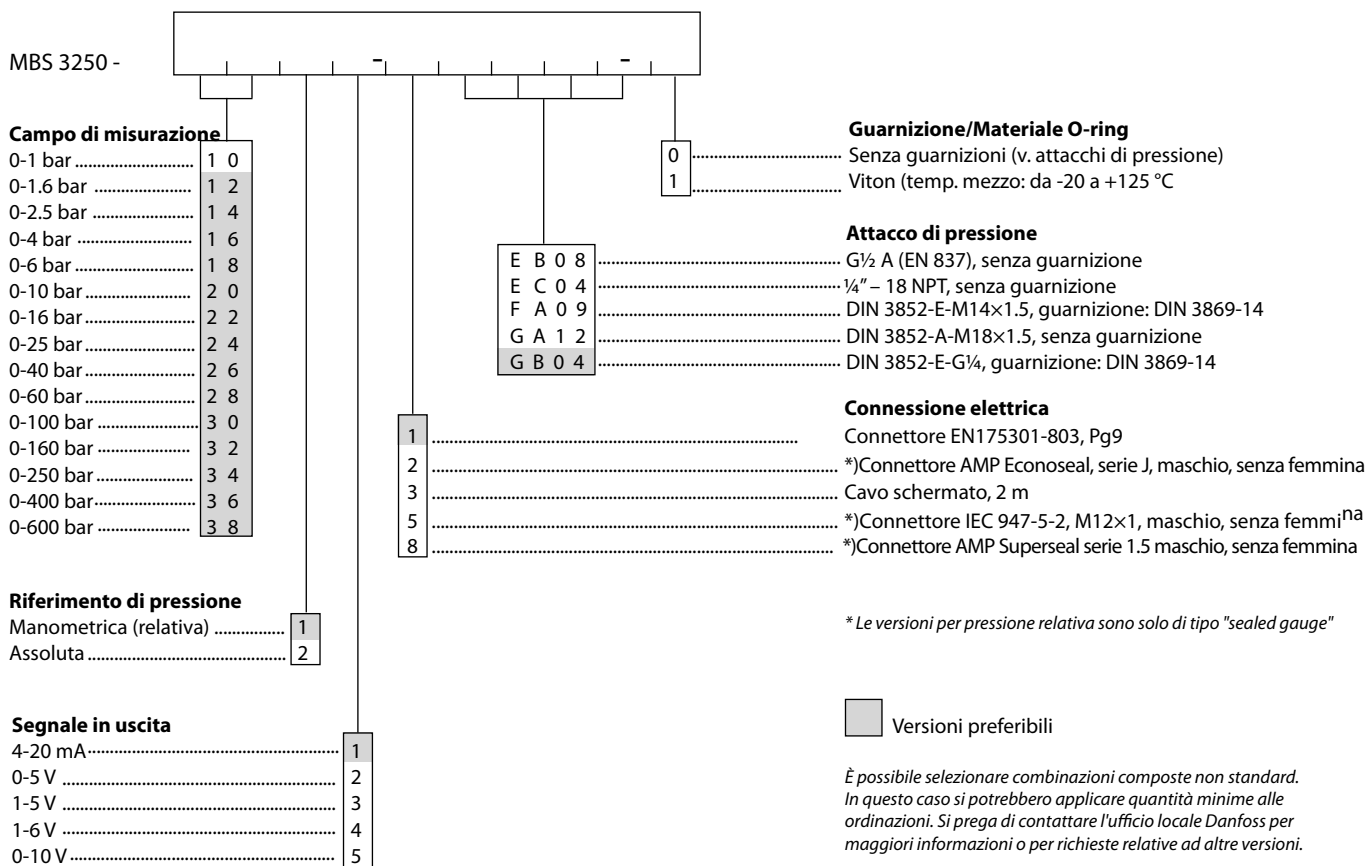 MBS 3250 -
- -
Campo di misurazione
0-1 bar 1 0
0-1.6 bar 1 2
0-2.5 bar 1 4
0-4 bar 1 6
0-6 bar 1 8
0-10 bar 2 0
0-16 bar 2 2
0-25 bar 2 4
0-40 bar 2 6
0-60 bar 2 8
0-100 bar 3 0
0-160 bar 3 2
0-250 bar 3 4
0-400 bar 3 6
0-600 bar 3 8
Riferimento di pressione
Manometrica (relativa) 1
Assoluta 2
Segnale in uscita
4-20 mA 1
0-5 V 2
1-5 V 3
1-6 V 4
0-10 V 5
Guarnizione/Materiale O-ring
0 Senza guarnizioni (v. attacchi di pressione)
1 Viton (temp. mezzo: da -20 a +125 °C
Attacco di pressione
E B 0 8 G½ A (EN 837), senza guarnizione
E C 0 4 ¼” – 18 NPT, senza guarnizione
F A 0 9 DIN 3852-E-M14×1.5, guarnizione: DIN 3869-14
G A 1 2 DIN 3852-A-M18×1.5, senza guarnizione
G B 0 4 DIN 3852-E-G¼, guarnizione: DIN 3869-14
Connessione elettrica
1 Connettore EN175301-803, Pg9
2 *)Connettore AMP Econoseal, serie J, maschio, senza femmina
3 Cavo schermato, 2 m
5 *)Connettore IEC 947-5-2, M12×1, maschio, senza femmina
8 *)Connettore AMP Superseal serie 1.5 maschio, senza femmina
* Le versioni per pressione relativa sono solo di tipo "sealed gauge"
Versioni preferibili
È possibile selezionare combinazioni composte non standard.
In questo caso si potrebbero applicare quantità minime alle
ordinazioni. Si prega di contattare l'ufficio locale Danfoss per
maggiori informazioni o per richieste relative ad altre versioni.